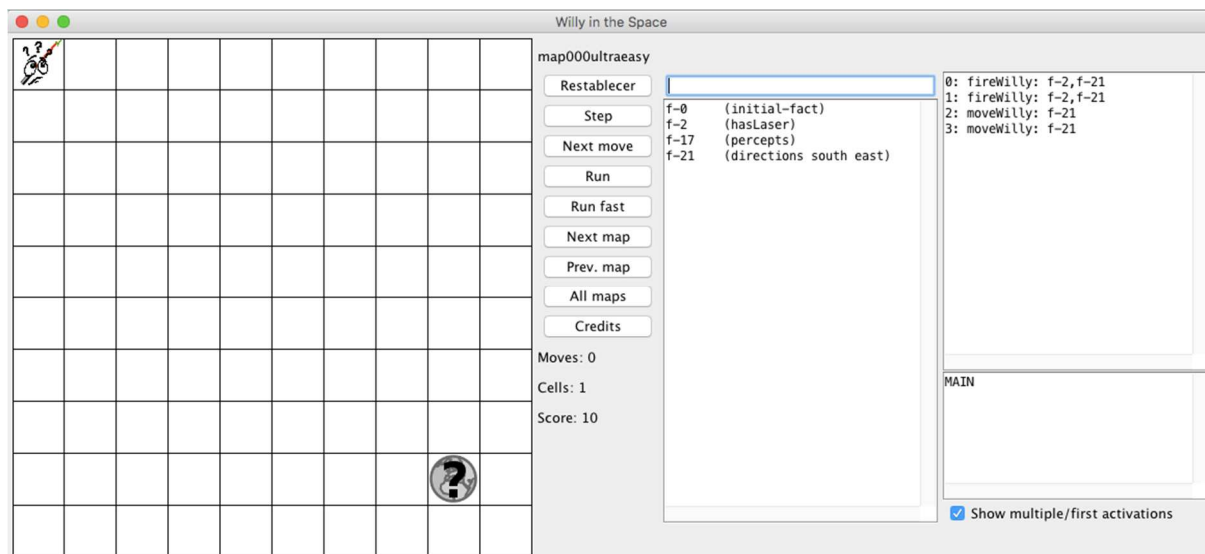 Willy in the Space
? ?
map000ultraeasy
Restablecer
Step
Next move
Run
Run fast
Next map
Prev. map
All maps
Credits
Moves: 0
Cells: 1
Score: 10
f-0 (initial-fact)
f-2 (hasLaser)
f-17 (percepts)
f-21 (directions south east)
0: fireWilly: f-2,f-21
1: fireWilly: f-2,f-21
2: moveWilly: f-21
3: moveWilly: f-21
MAIN
Show multiple/first activations
?